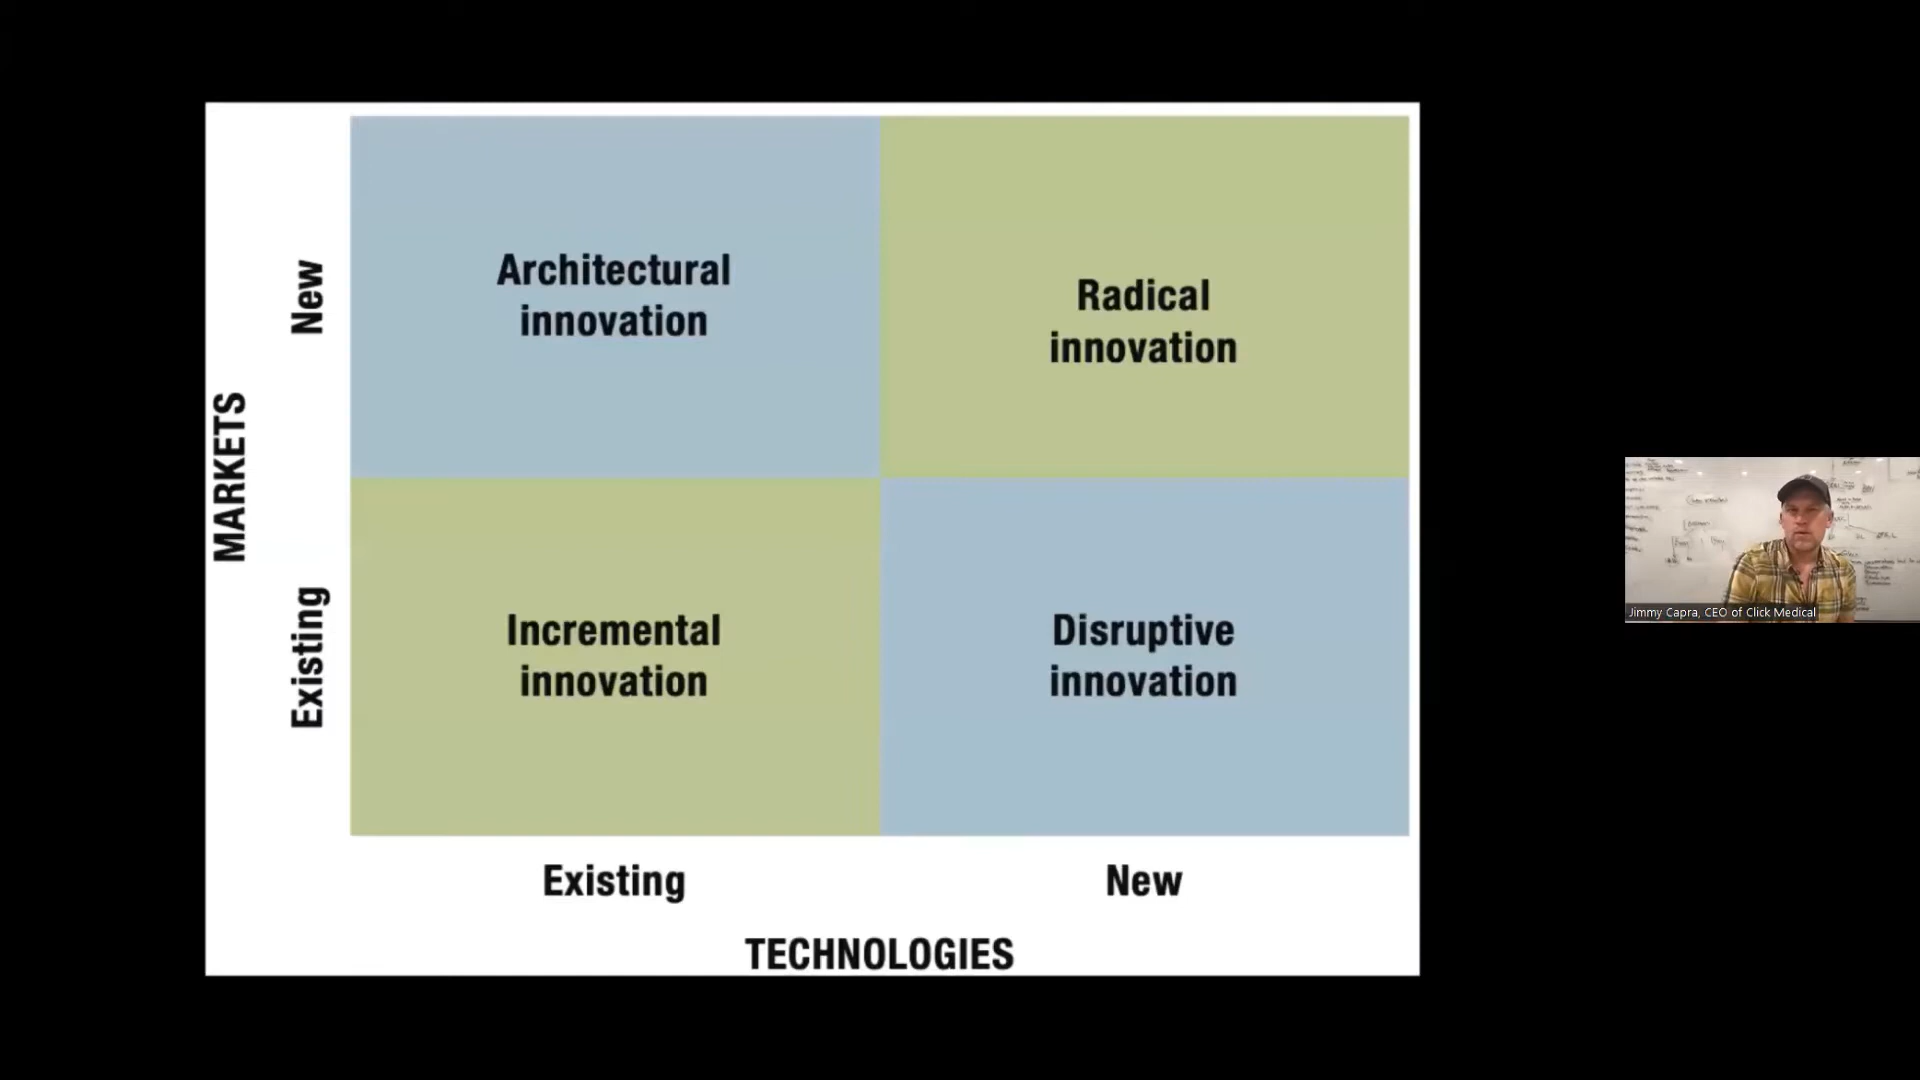 MARKETS
New
Existing
Architectural
innovation
Radical
innovation
Incremental
innovation
Disruptive
innovation
Existing
New
TECHNOLOGIES
Jimmy Capra, CEO of Click Medical